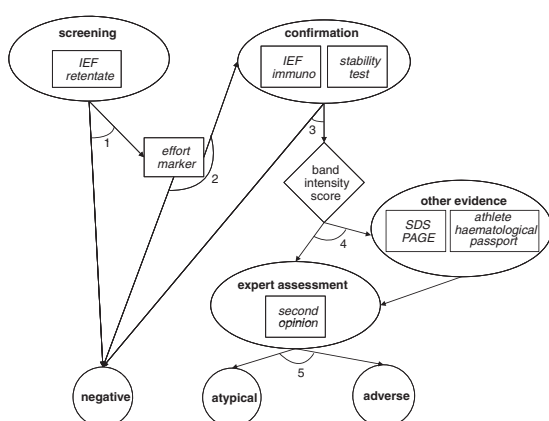 screening
IEF
retentate
confirmation
IEF
immuno
stability
test
1
effort
marker
2
3
band
intensity
score
other evidence
SDS
PAGE
athlete
haematological
passport
4
expert assessment
second
opinion
5
negative
atypical
adverse